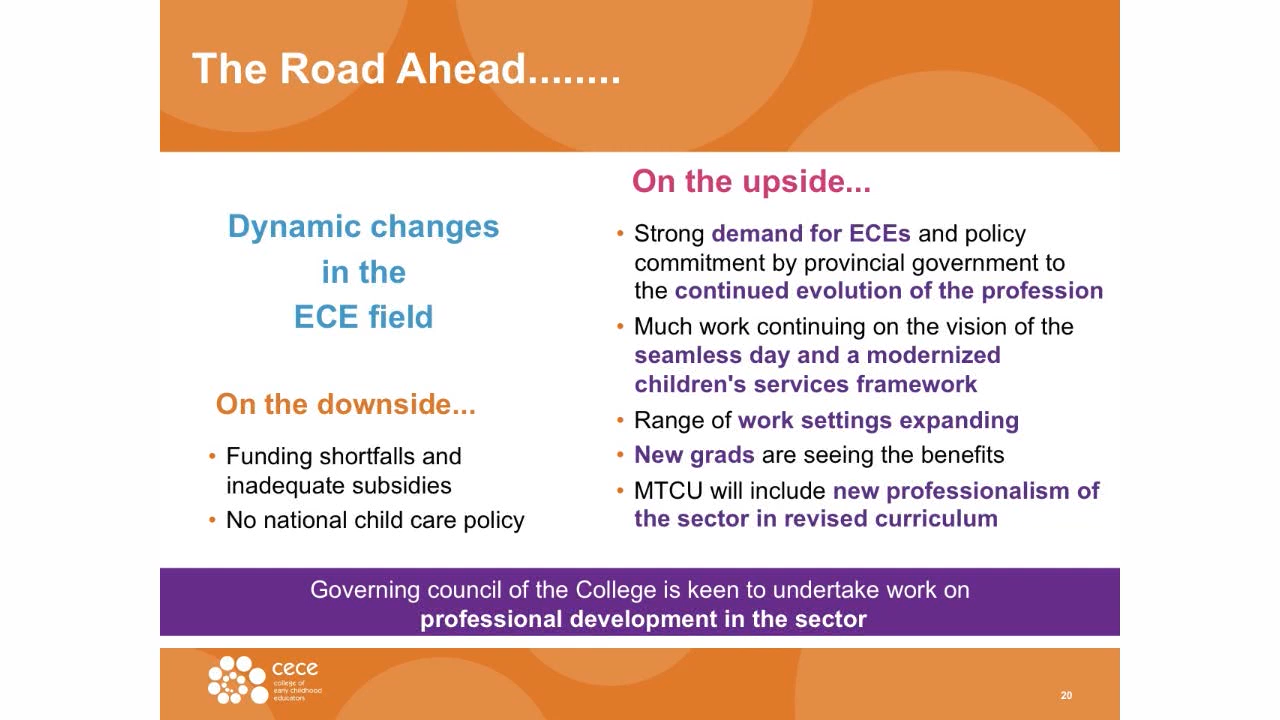 The Road Ahead........
Dynamic changes
in the
ECE field
On the downside...
• Funding shortfalls and
inadequate subsidies
• No national child care policy
On the upside...
• Strong demand for ECEs and policy
commitment by provincial government to
the continued evolution of the profession
• Much work continuing on the vision of the
seamless day and a modernized
children's services framework
• Range of work settings expanding
• New grads are seeing the benefits
• MTCU will include new professionalism of
the sector in revised curriculum
Governing council of the College is keen to undertake work on
professional development in the sector
cece
college of
early childhood
educators
20